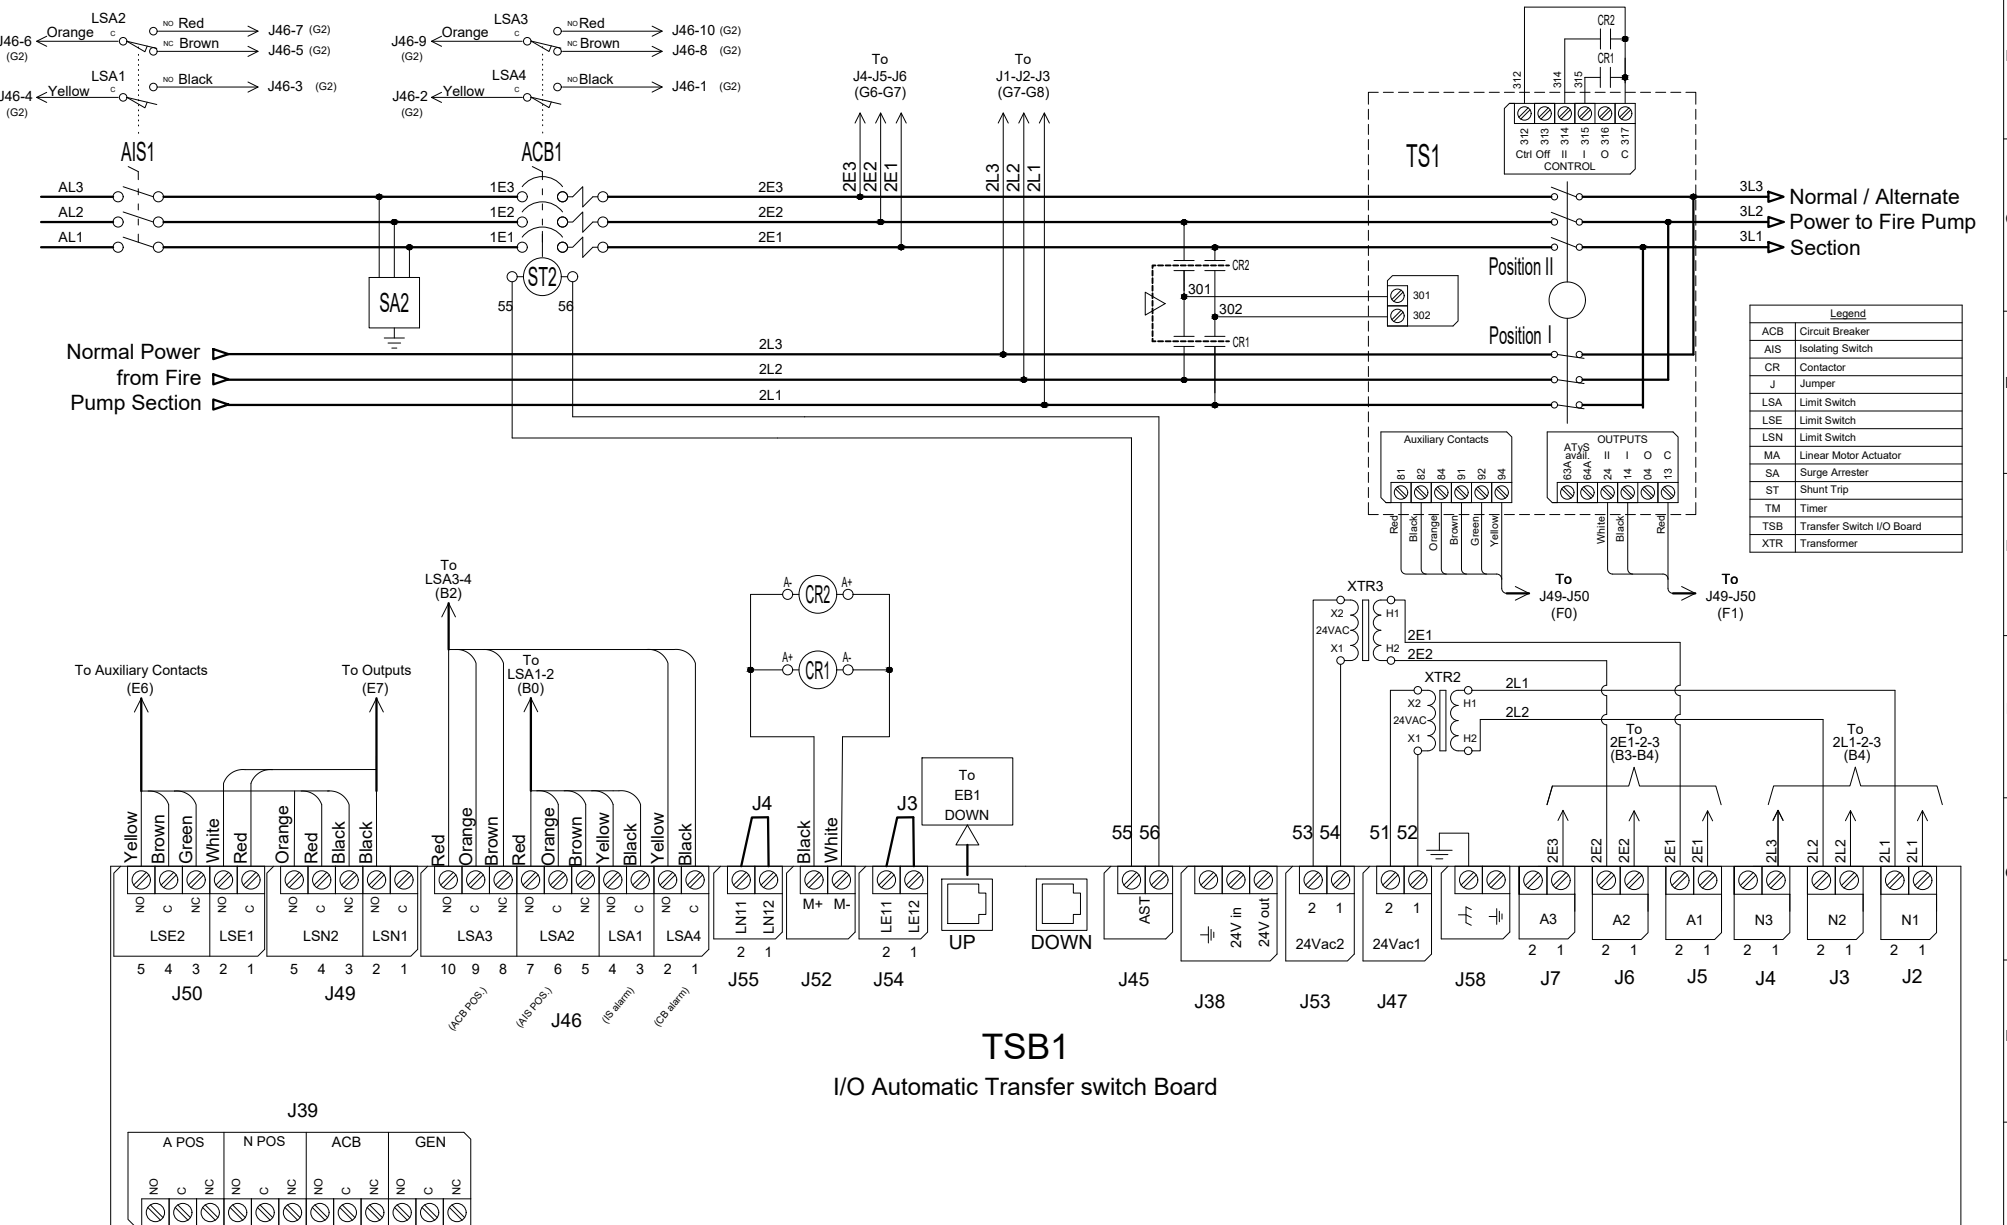 LSA2
NO Red
J46-7 (G2)
J46-6
(G2)
Orange
C
NC Brown
J46-5 (G2)
LSA1
NO Black
J46-3 (G2)
J46-4
(G2)
Yellow
C
LSA3
NO Red
J46-10 (G2)
J46-9
(G2)
Orange
C
NC Brown
J46-8 (G2)
LSA4
NO Black
J46-1 (G2)
J46-2
(G2)
Yellow
C
To
J4-J5-J6
(G6-G7)
To
J1-J2-J3
(G7-G8)
CR2
CR1
312
314
315
312
313
314
315
316
317
Ctrl Off II I O C
CONTROL
TS1
AIS1
ACB1
2E3
2E2
2E1
2L3
2L2
2L1
AL3
1E3
2E3
3L3
AL2
1E2
2E2
3L2
AL1
1E1
2E1
3L1
Normal / Alternate
Power to Fire Pump
Section
SA2
ST2
55
56
CR2
301
302
CR1
301
302
Position II
Position I
Normal Power
from Fire
Pump Section
2L3
2L2
2L1
Legend
ACB Circuit Breaker
AIS Isolating Switch
CR Contactor
J Jumper
LSA Limit Switch
LSE Limit Switch
LSN Limit Switch
MA Linear Motor Actuator
SA Surge Arrester
ST Shunt Trip
TM Timer
TSB Transfer Switch I/O Board
XTR Transformer
Auxiliary Contacts
81
82
84
91
92
94
Red
Black
Orange
Brown
Green
Yellow
To
J49-J50
(F0)
OUTPUTS
ATyS
avail. II I O C
63A
64A
24
14
04
13
White
Black
Red
To
J49-J50
(F1)
To
LSA3-4
(B2)
To
LSA1-2
(B0)
To Auxiliary Contacts
(E6)
To Outputs
(E7)
A- CR2 A+
A+ CR1 A-
XTR3
X2
24VAC
X1
H1
H2
2E1
2E2
XTR2
X2
24VAC
X1
H1
H2
2L1
2L2
To
2E1-2-3
(B3-B4)
To
2L1-2-3
(B4)
To
EB1
DOWN
J4
J3
Yellow
Brown
Green
White
Red
Orange
Red
Black
Black
Red
Orange
Brown
Red
Orange
Brown
Yellow
Black
Yellow
Black
Black
White
55 56
53 54
51 52
2E3
2E2
2E2
2E1
2E1
2L3
2L2
2L2
2L1
2L1
NO C NC NO C
LSE2 LSE1
5 4 3 2 1
J50
NO C NC NO C
LSN2 LSN1
5 4 3 2 1
J49
NO C NC NO C NC NO C NO C
LSA3 LSA2 LSA1 LSA4
10 9 8 7 6 5 4 3 2 1
(ACB POS.)
(AIS POS.)
(IS alarm)
(CB alarm)
J46
LN11
LN12
2 1
J55
M+ M-
J52
LE11
LE12
2 1
J54
UP
DOWN
AST
J45
24V in
24V out
J38
2 1
24Vac2
J53
2 1
24Vac1
J47
J58
A3
2 1
J7
A2
2 1
J6
A1
2 1
J5
N3
2 1
J4
N2
2 1
J3
N1
2 1
J2
TSB1
I/O Automatic Transfer switch Board
J39
A POS N POS ACB GEN
NO C NC NO C NC NO C NC NO C NC